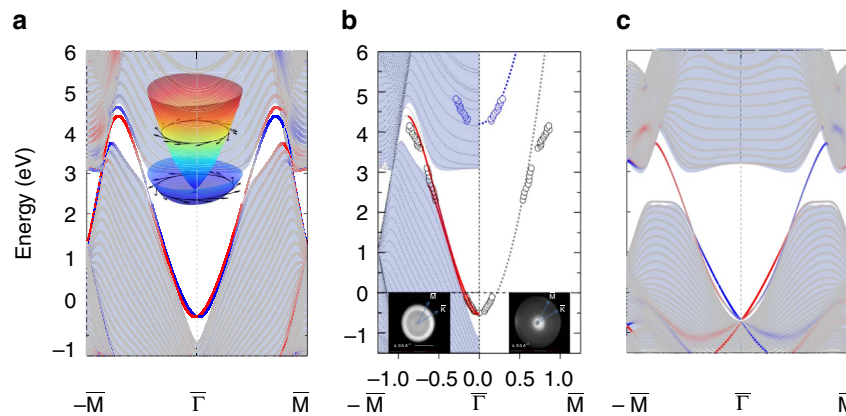 a b c
6 6
5 5
4 4
3 3
2 2
1 1
0 0
–1 –1
Energy (eV)
M̅ M̅
K̅ K̅
–1.0 –0.5 0.0 0.5 1.0
–M̅ Γ̅ M̅ –M̅ Γ̅ M̅ –M̅ Γ̅ M̅